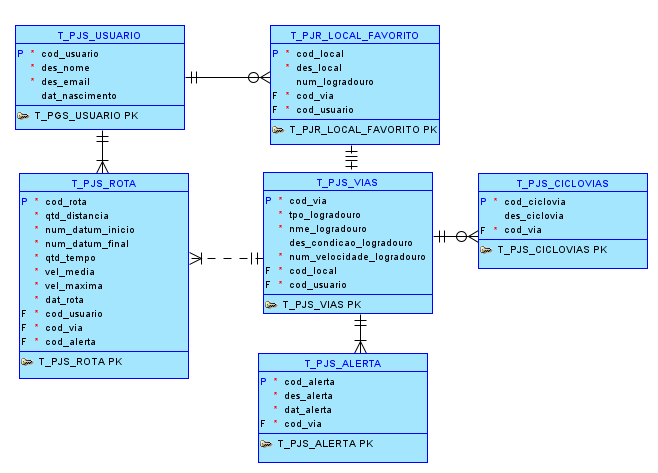 T_PJS_USUARIO
P * cod_usuario
* des_nome
* des_email
dat_nascimento
T_PGS_USUARIO PK
T_PJR_LOCAL_FAVORITO
P * cod_local
* des_local
num_logradouro
F * cod_via
F * cod_usuario
T_PJR_LOCAL_FAVORITO PK
T_PJS_ROTA
P * cod_rota
* qtd_distancia
* num_datum_inicio
* num_datum_final
* qtd_tempo
* vel_media
* vel_maxima
* dat_rota
F * cod_usuario
F * cod_via
F * cod_alerta
T_PJS_ROTA PK
T_PJS_VIAS
P * cod_via
* tpo_logradouro
* nme_logradouro
des_condicao_logradouro
* num_velocidade_logradouro
F * cod_local
F * cod_usuario
T_PJS_VIAS PK
T_PJS_CICLOVIAS
P * cod_ciclovia
des_ciclovia
F * cod_via
T_PJS_CICLOVIAS PK
T_PJS_ALERTA
P * cod_alerta
* des_alerta
* dat_alerta
F * cod_via
T_PJS_ALERTA PK